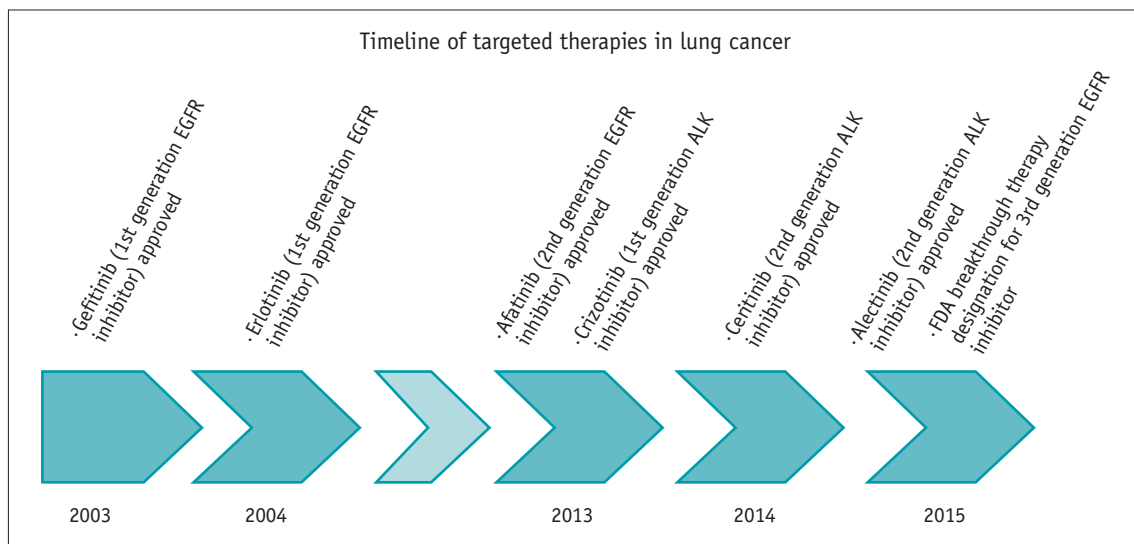 Timeline of targeted therapies in lung cancer
·Gefitinib (1st generation EGFR
inhibitor) approved
·Erlotinib (1st generation EGFR
inhibitor) approved
·Afatinib (2nd generation EGFR
inhibitor) approved
·Crizotinib (1st generation ALK
inhibitor) approved
·Ceritinib (2nd generation ALK
inhibitor) approved
·Alectinib (2nd generation ALK
inhibitor) approved
·FDA breakthrough therapy
designation for 3rd generation EGFR
inhibitor
2003
2004
2013
2014
2015